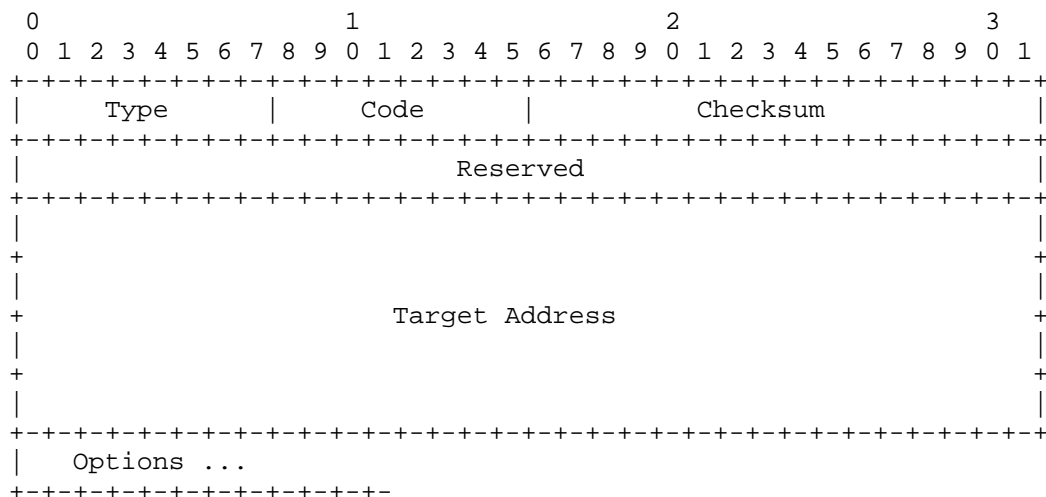 0                   1                   2                   3
0 1 2 3 4 5 6 7 8 9 0 1 2 3 4 5 6 7 8 9 0 1 2 3 4 5 6 7 8 9 0 1
+-+-+-+-+-+-+-+-+-+-+-+-+-+-+-+-+-+-+-+-+-+-+-+-+-+-+-+-+-+-+-+-+
|     Type      |     Code      |          Checksum             |
+-+-+-+-+-+-+-+-+-+-+-+-+-+-+-+-+-+-+-+-+-+-+-+-+-+-+-+-+-+-+-+-+
|                           Reserved                            |
+-+-+-+-+-+-+-+-+-+-+-+-+-+-+-+-+-+-+-+-+-+-+-+-+-+-+-+-+-+-+-+-+
|                                                               |
+                                                               +
|                                                               |
+                       Target Address                          +
|                                                               |
+                                                               +
|                                                               |
+-+-+-+-+-+-+-+-+-+-+-+-+-+-+-+-+-+-+-+-+-+-+-+-+-+-+-+-+-+-+-+-+
|   Options ...
+-+-+-+-+-+-+-+-+-+-+-+-